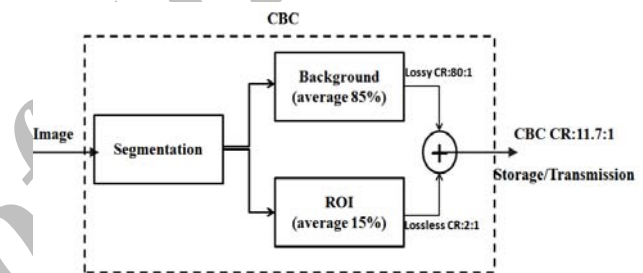 CBC
Background
(average 85%)
Lossy CR:80:1
Image
Segmentation
+
CBC CR:11.7:1
Storage/Transmission
ROI
(average 15%)
Lossless CR:2:1